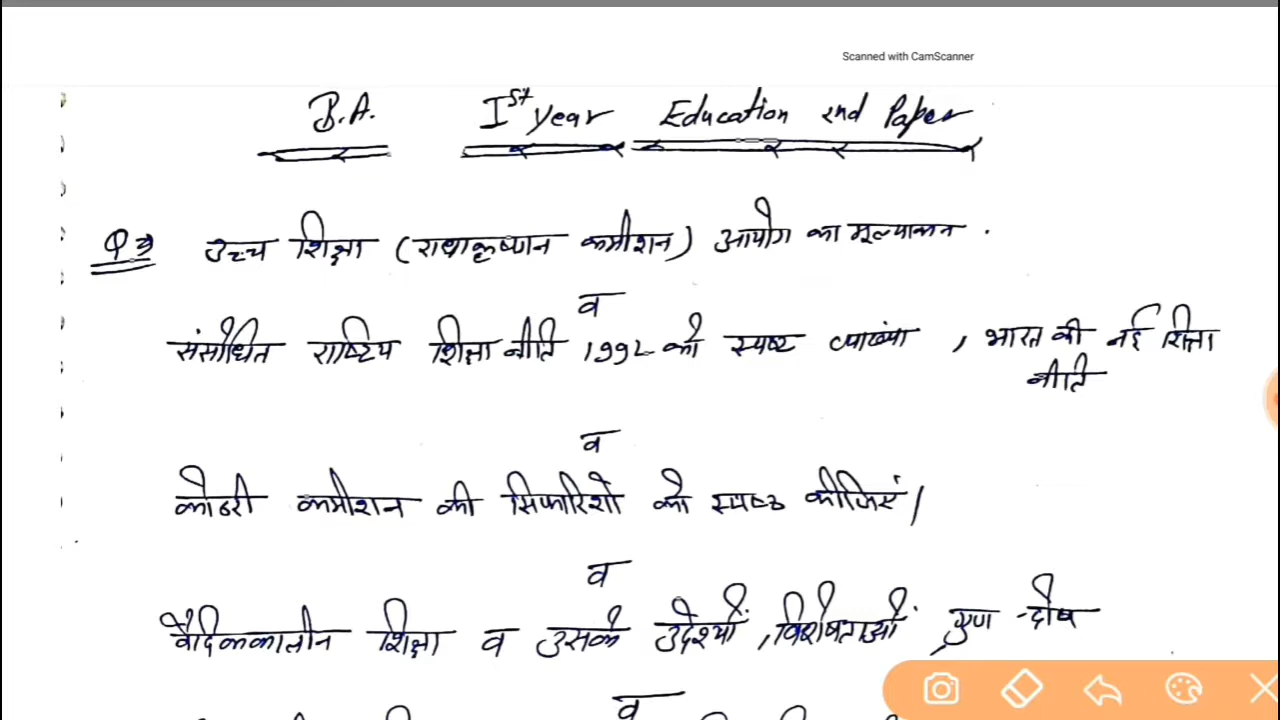 Scanned with CamScanner
B.A. Ist year Education 2nd Paper
Q उच्च शिक्षा (राधाकृष्णन कमीशन) आयोग का मूल्याकन .
व
संसोधित राष्ट्रिय शिक्षा नीति 1992 को स्पष्ट व्याख्या , भारत की नई शिक्षा
नीति
व
कोठरी कमीशन की सिफारिशो को स्पष्ठ कीजिएं।
व
वैदिककालीन शिक्षा व उसके उदेश्यों, विशेषताओं, गुण-दोष
व